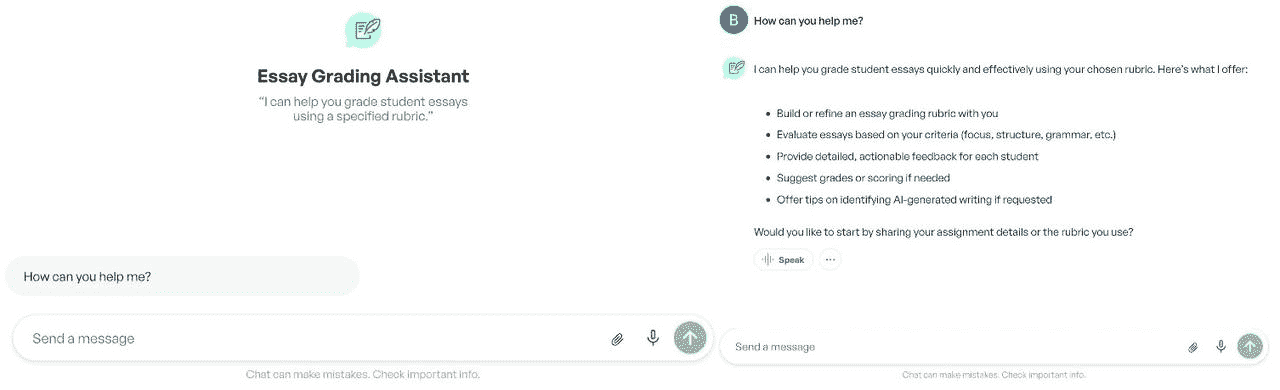 Essay Grading Assistant
“I can help you grade student essays
using a specified rubric.”
How can you help me?
Send a message
Chat can make mistakes. Check important info.
B
How can you help me?
I can help you grade student essays quickly and effectively using your chosen rubric. Here’s what I offer:
• Build or refine an essay grading rubric with you
• Evaluate essays based on your criteria (focus, structure, grammar, etc.)
• Provide detailed, actionable feedback for each student
• Suggest grades or scoring if needed
• Offer tips on identifying AI-generated writing if requested
Would you like to start by sharing your assignment details or the rubric you use?
Speak
Send a message
Chat can make mistakes. Check important info.